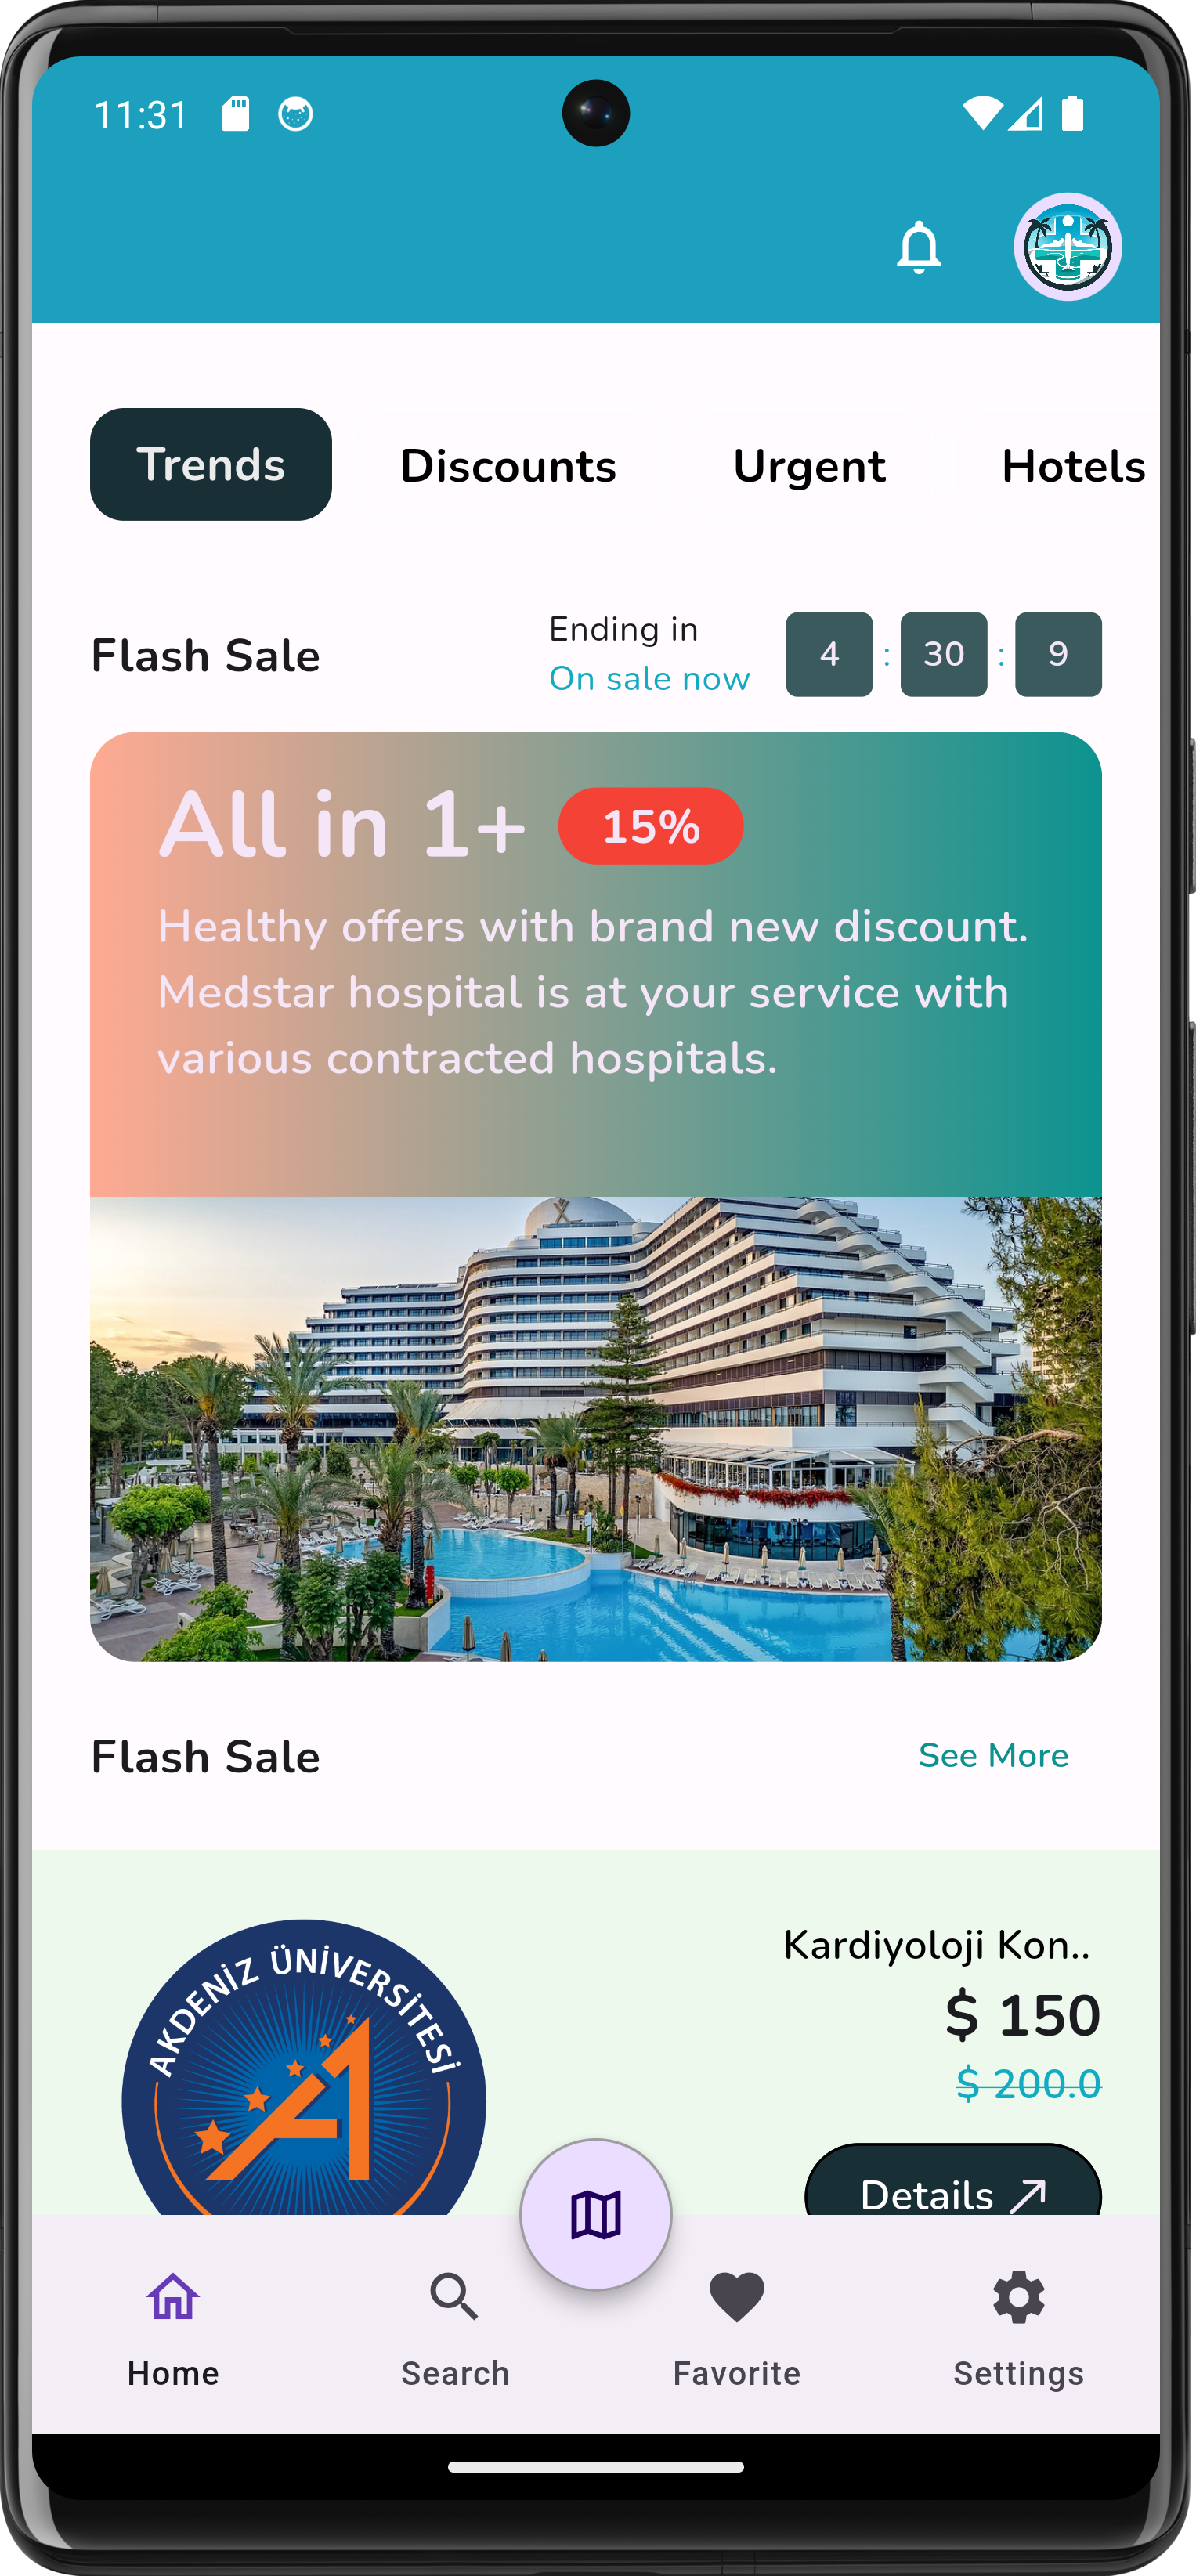 11:31
Trends
Discounts
Urgent
Hotels
Flash Sale
Ending in
On sale now
4 : 30 : 9
All in 1+
15%
Healthy offers with brand new discount.
Medstar hospital is at your service with
various contracted hospitals.
Flash Sale
See More
AKDENİZ ÜNİVERSİTESİ
Kardiyoloji Kon..
$ 150
$ 200.0
Details
Home
Search
Favorite
Settings